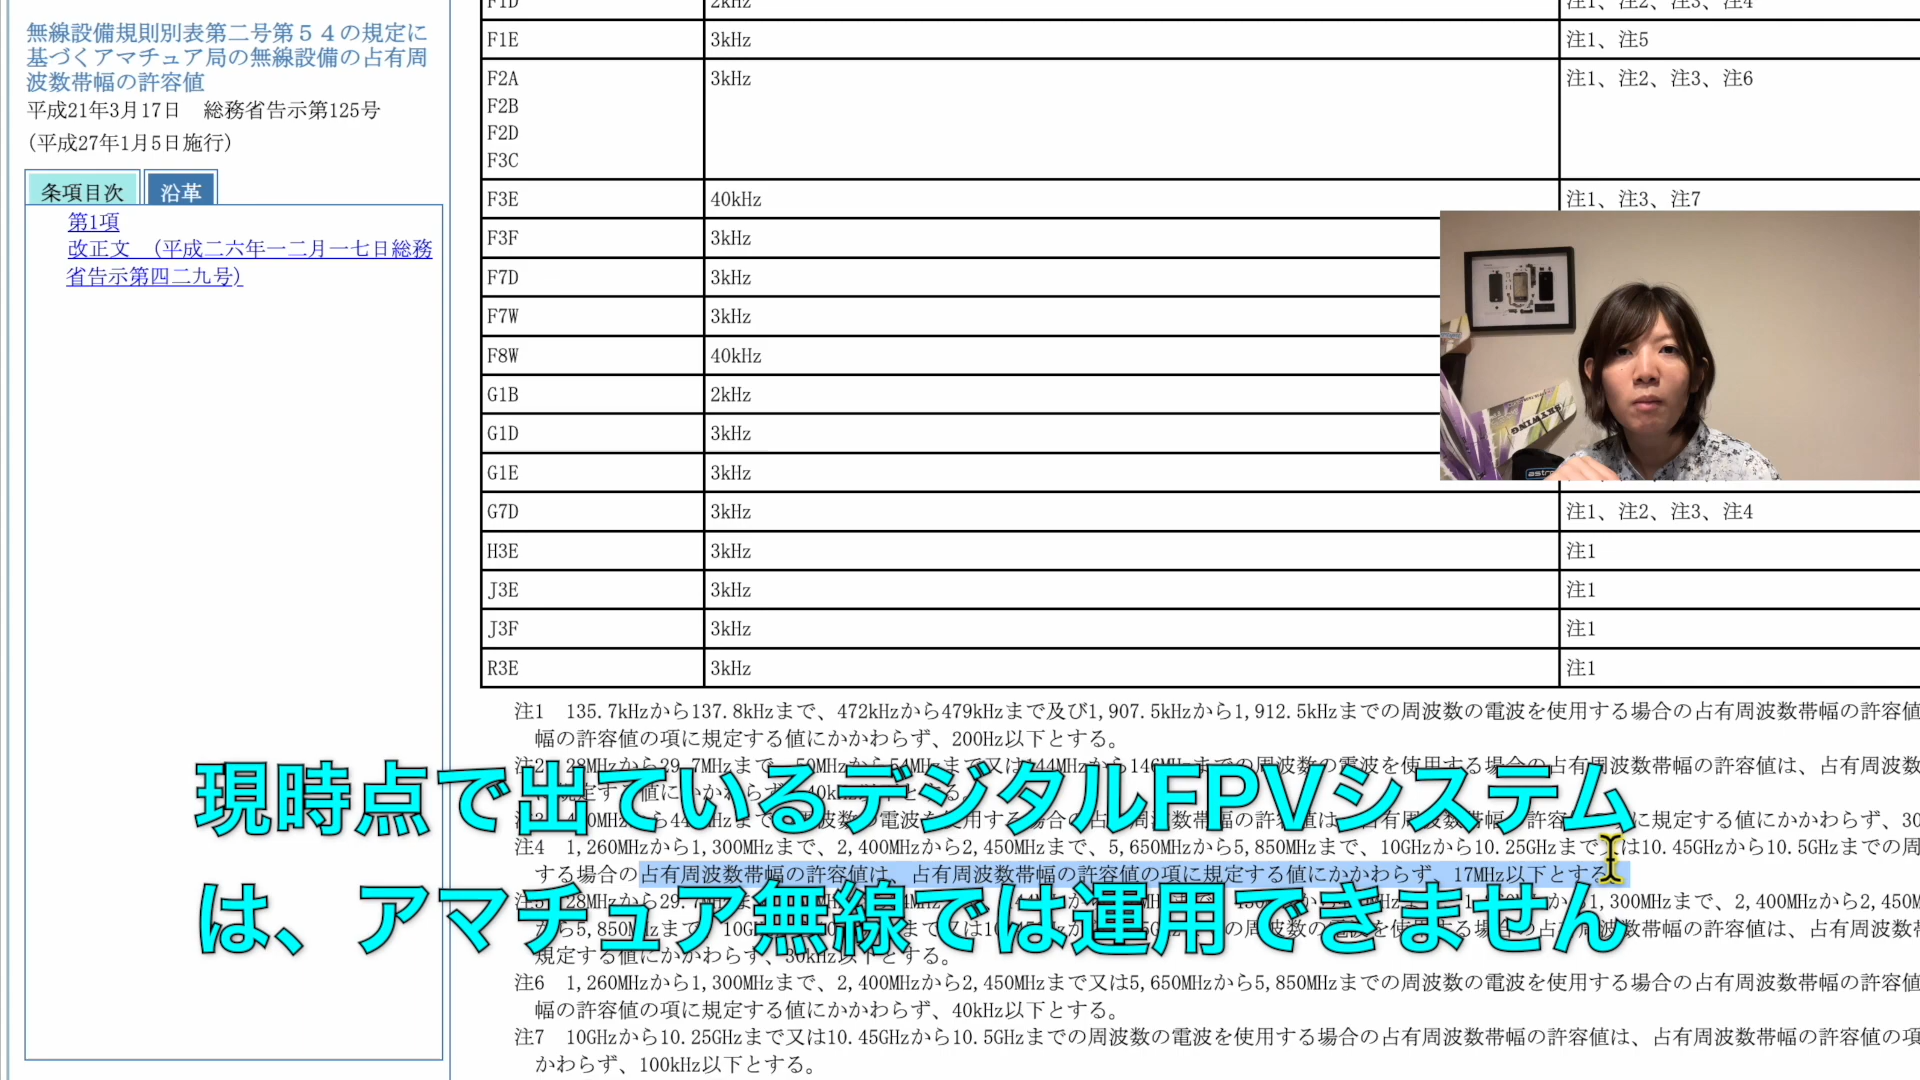 無線設備規則別表第二号第５４の規定に
基づくアマチュア局の無線設備の占有周
波数帯幅の許容値
平成21年3月17日　総務省告示第125号
(平成27年1月5日施行)
条項目次 沿革
第1項
改正文　(平成二六年一二月一七日総務
省告示第四二九号)
F1D 2kHz 注1、注2、注3、注4
F1E 3kHz 注1、注5
F2A 3kHz 注1、注2、注3、注6
F2B
F2D
F3C
F3E 40kHz 注1、注3、注7
F3F 3kHz
F7D 3kHz
F7W 3kHz
F8W 40kHz
G1B 2kHz
G1D 3kHz
G1E 3kHz
G7D 3kHz 注1、注2、注3、注4
H3E 3kHz 注1
J3E 3kHz 注1
J3F 3kHz 注1
R3E 3kHz 注1
SKYWING
astro
注1　135.7kHzから137.8kHzまで、472kHzから479kHzまで及び1,907.5kHzから1,912.5kHzまでの周波数の電波を使用する場合の占有周波数帯幅の許容値
幅の許容値の項に規定する値にかかわらず、200Hz以下とする。
現時点で出ているデジタルFPVシステム
注4　1,260MHzから1,300MHzまで、2,400MHzから2,450MHzまで、5,650MHzから5,850MHzまで、10GHzから10.25GHzまで又は10.45GHzから10.5GHzまでの周
する場合の占有周波数帯幅の許容値は、占有周波数帯幅の許容値の項に規定する値にかかわらず、17MHz以下とする
は、アマチュア無線では運用できません
規定する値にかかわらず、30kHz以下とする。
注6　1,260MHzから1,300MHzまで、2,400MHzから2,450MHzまで又は5,650MHzから5,850MHzまでの周波数の電波を使用する場合の占有周波数帯幅の許容値
幅の許容値の項に規定する値にかかわらず、40kHz以下とする。
注7　10GHzから10.25GHzまで又は10.45GHzから10.5GHzまでの周波数の電波を使用する場合の占有周波数帯幅の許容値は、占有周波数帯幅の許容値の項
かわらず、100kHz以下とする。